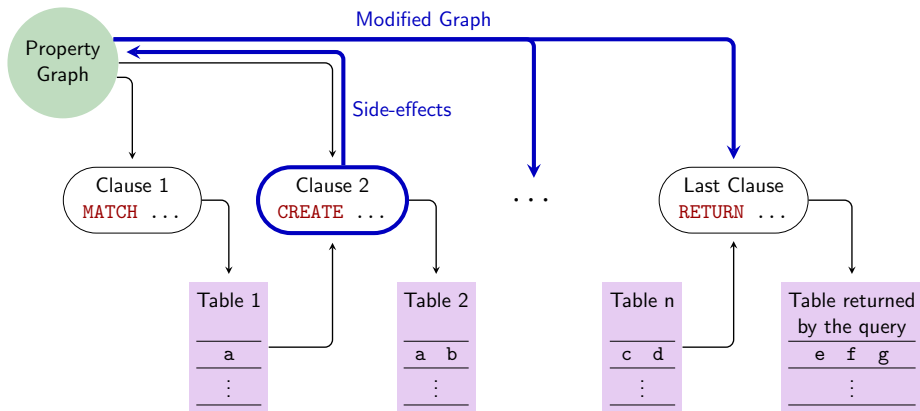 Modified Graph
Property
Graph
Side-effects
Clause 1
MATCH ...
Clause 2
CREATE ...
...
Last Clause
RETURN ...
Table 1
a
⋮
Table 2
a b
⋮
Table n
c d
⋮
Table returned
by the query
e f g
⋮